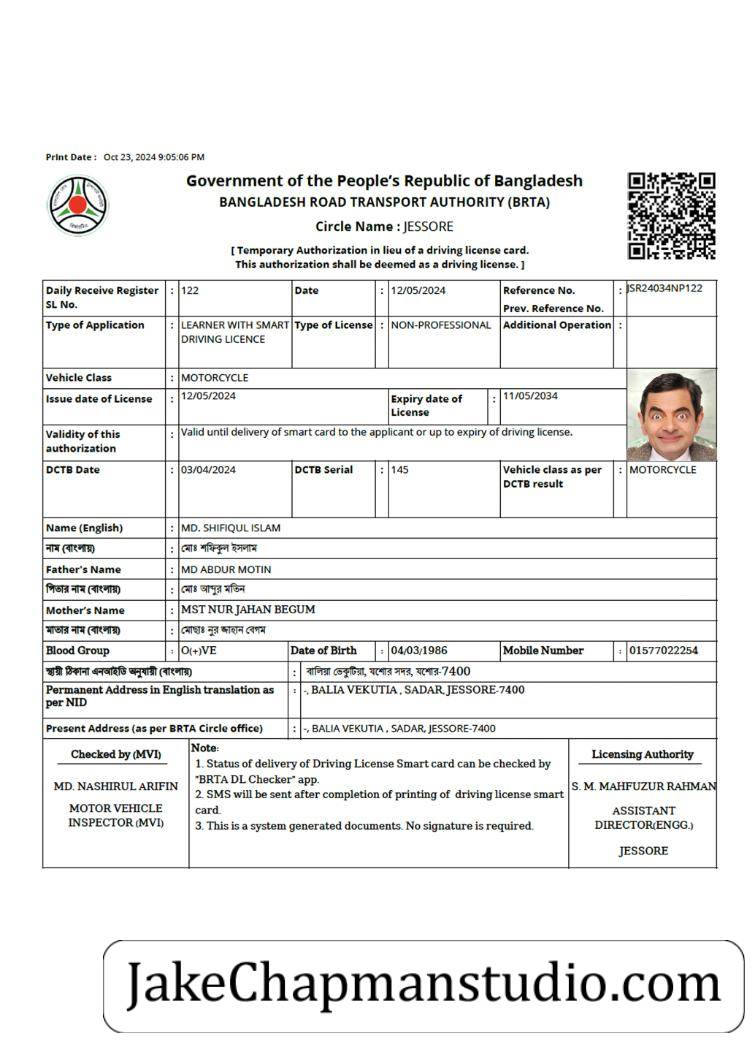 Print Date : Oct 23, 2024 9:05:06 PM
Government of the People's Republic of Bangladesh
BANGLADESH ROAD TRANSPORT AUTHORITY (BRTA)
Circle Name : JESSORE
[ Temporary Authorization in lieu of a driving license card.
This authorization shall be deemed as a driving license. ]
Daily Receive Register SL No. : 122 Date : 12/05/2024 Reference No. : JSR24034NP122
Prev. Reference No.
Type of Application : LEARNER WITH SMART DRIVING LICENCE Type of License : NON-PROFESSIONAL Additional Operation :
Vehicle Class : MOTORCYCLE
Issue date of License : 12/05/2024 Expiry date of License : 11/05/2034
Validity of this authorization : Valid until delivery of smart card to the applicant or up to expiry of driving license.
DCTB Date : 03/04/2024 DCTB Serial : 145 Vehicle class as per DCTB result : MOTORCYCLE
Name (English) : MD. SHIFIQUL ISLAM
নাম (বাংলায়) : মোঃ শফিকুল ইসলাম
Father's Name : MD ABDUR MOTIN
পিতার নাম (বাংলায়) : মোঃ আব্দুর মতিন
Mother's Name : MST NUR JAHAN BEGUM
মাতার নাম (বাংলায়) : মোছাঃ নুর জাহান বেগম
Blood Group : O(+)VE Date of Birth : 04/03/1986 Mobile Number : 01577022254
স্থায়ী ঠিকানা এনআইডি অনুযায়ী (বাংলায়) : বালিয়া ভেকুটিয়া, যশোর সদর, যশোর-7400
Permanent Address in English translation as per NID : -, BALIA VEKUTIA , SADAR, JESSORE-7400
Present Address (as per BRTA Circle office) : -, BALIA VEKUTIA , SADAR, JESSORE-7400
Checked by (MVI)
MD. NASHIRUL ARIFIN
MOTOR VEHICLE
INSPECTOR (MVI)
Note:
1. Status of delivery of Driving License Smart card can be checked by
"BRTA DL Checker" app.
2. SMS will be sent after completion of printing of driving license smart
card.
3. This is a system generated documents. No signature is required.
Licensing Authority
S. M. MAHFUZUR RAHMAN
ASSISTANT
DIRECTOR(ENGG.)
JESSORE
JakeChapmanstudio.com